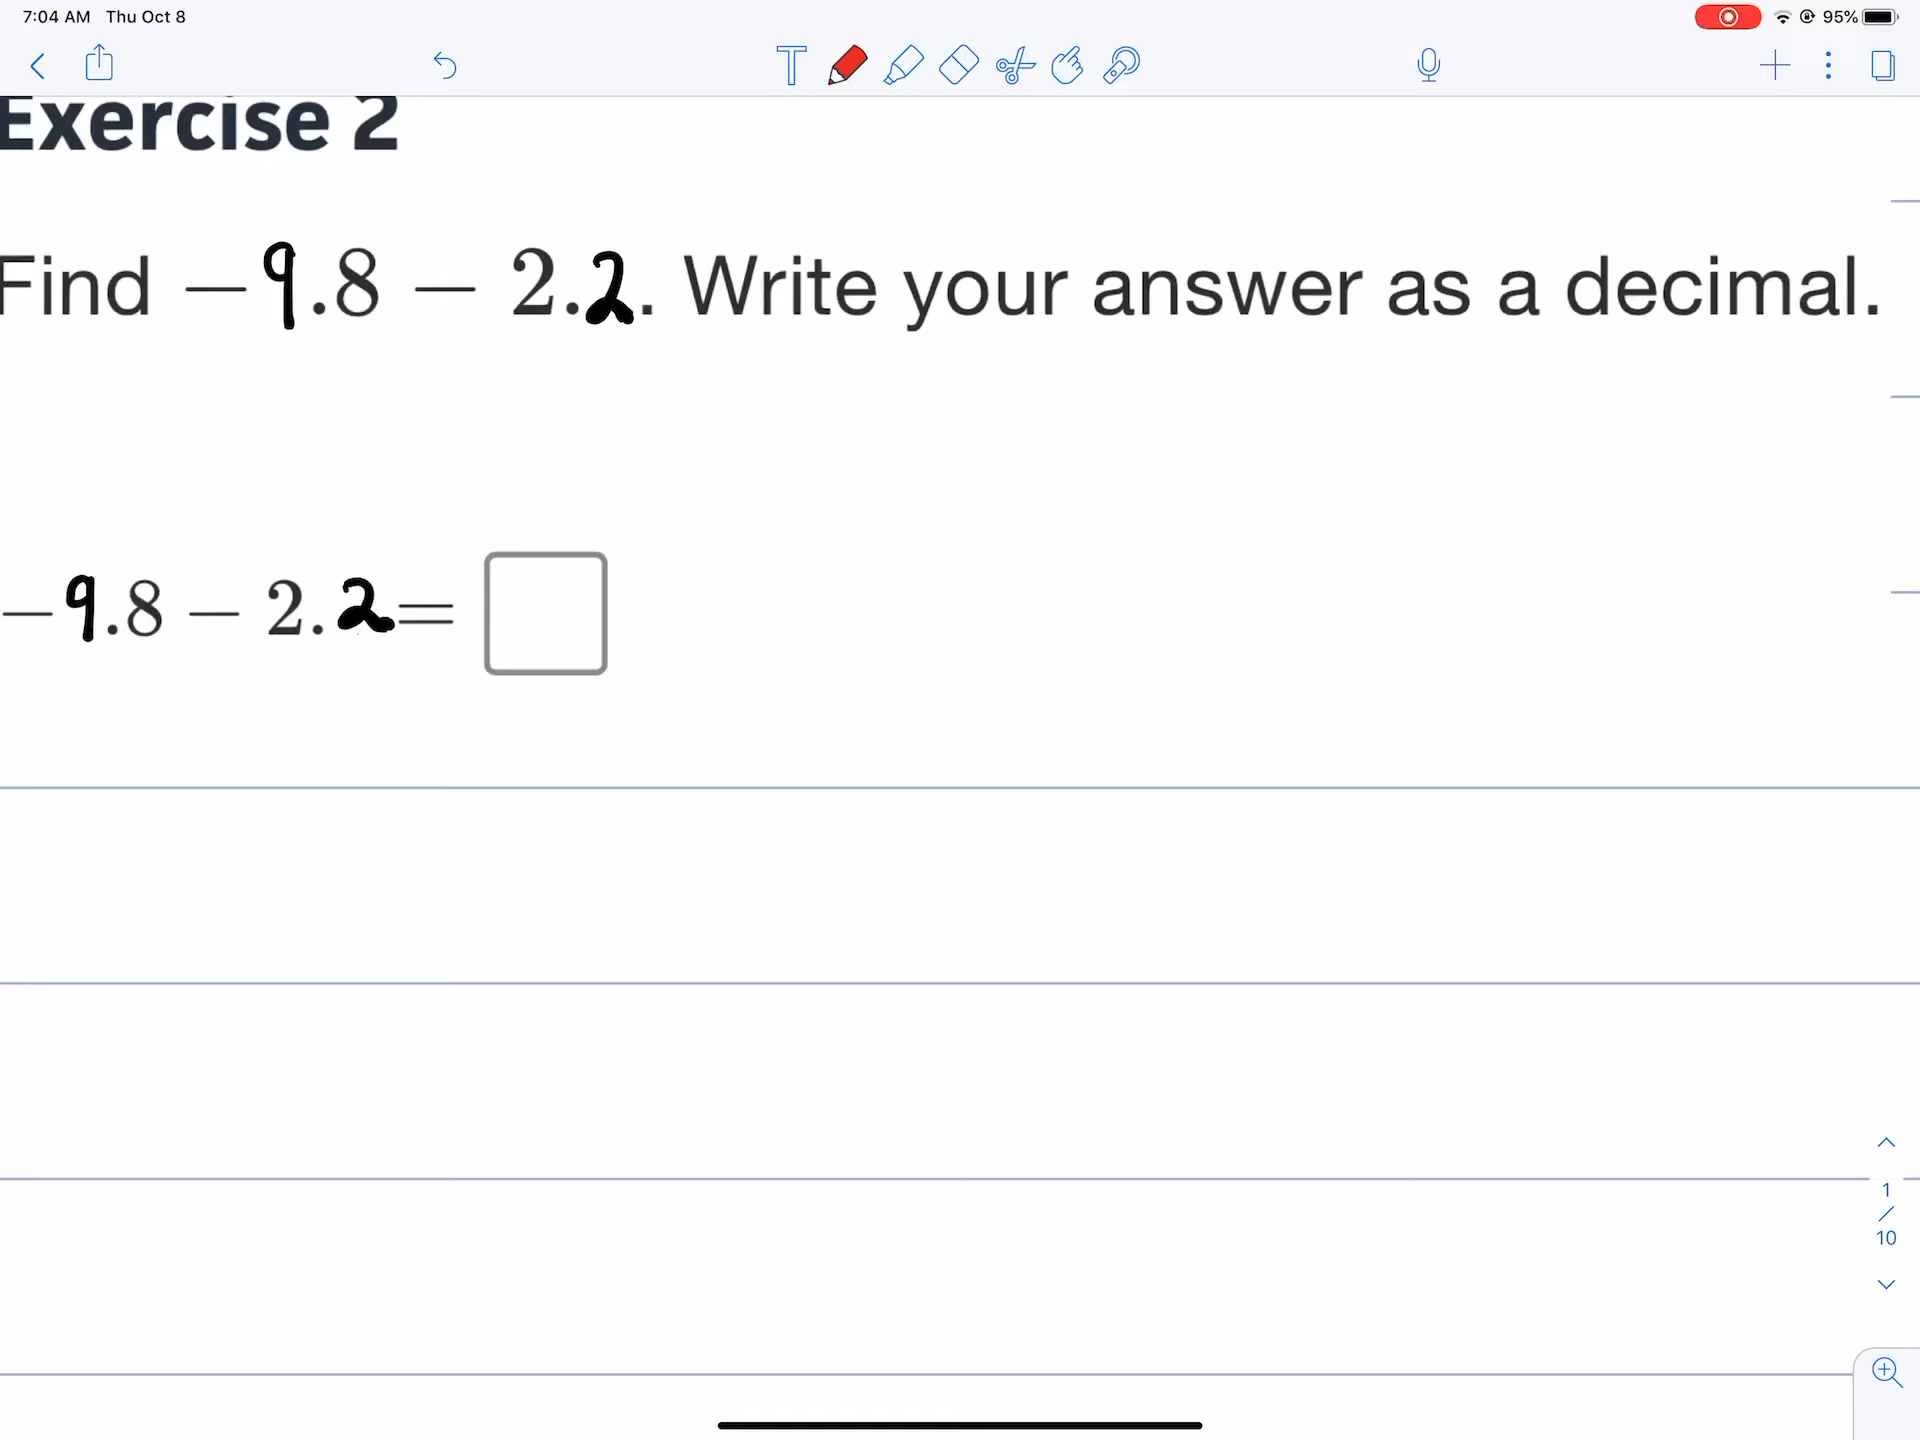 7:04 AM Thu Oct 8
95%
Exercise 2
Find −9.8 − 2.2. Write your answer as a decimal.
−9.8 − 2.2=
1
/
10